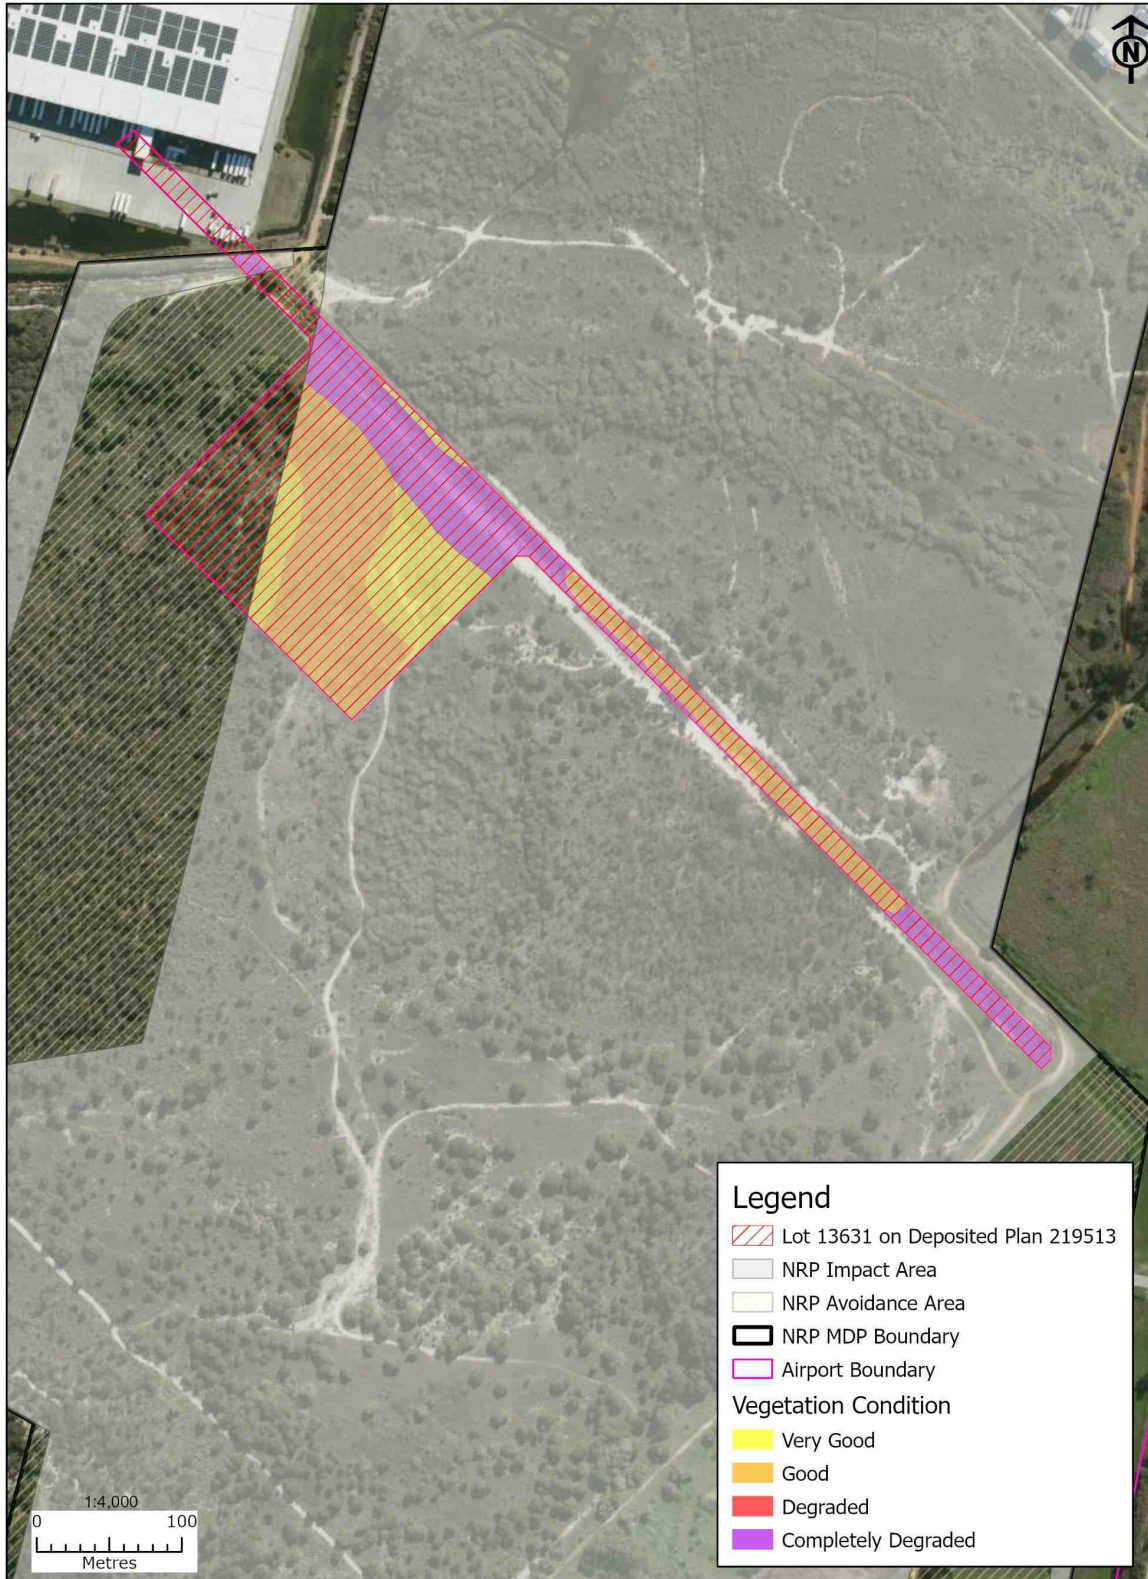 N
Legend
Lot 13631 on Deposited Plan 219513
NRP Impact Area
NRP Avoidance Area
NRP MDP Boundary
Airport Boundary
Vegetation Condition
Very Good
Good
Degraded
Completely Degraded
1:4,000
0 100
Metres